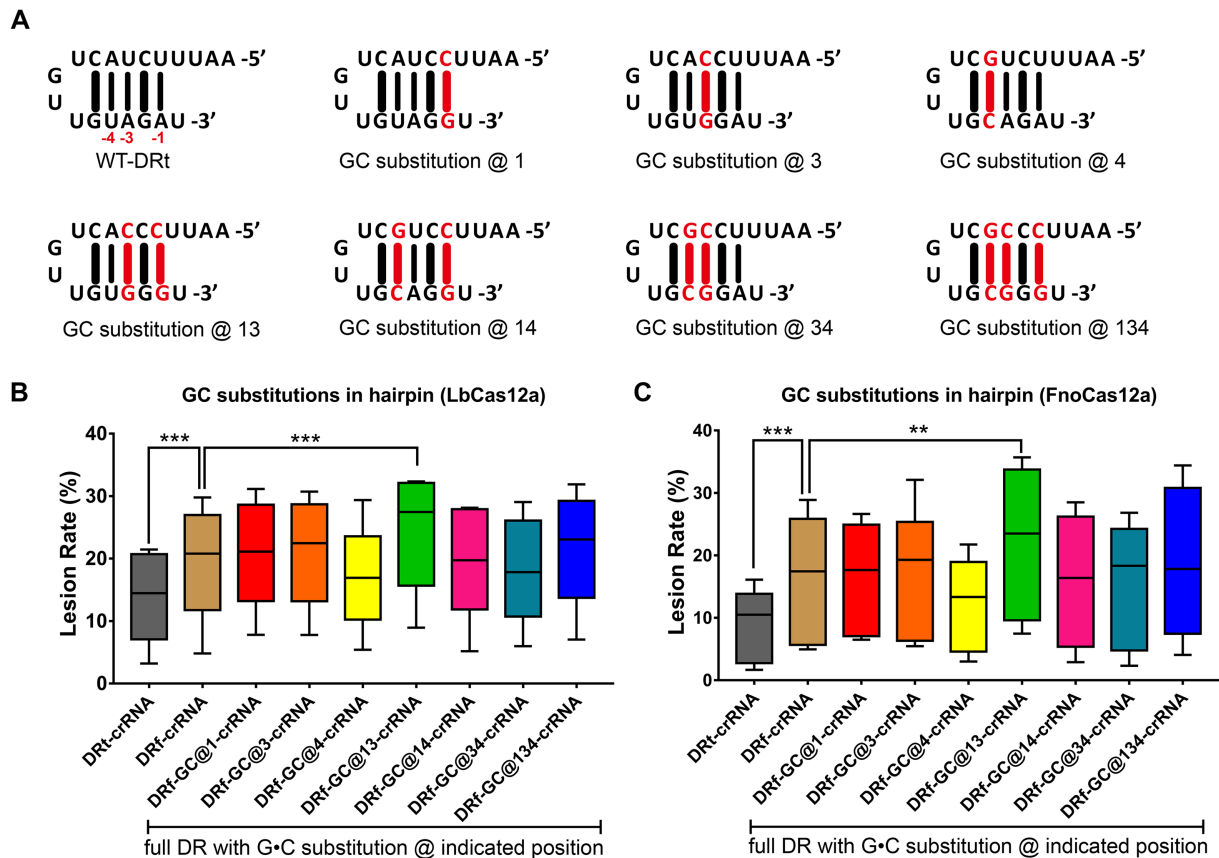 A
UCAUCUUUAA -5’
G
U
UGUAGAU -3’
-4 -3 -1
WT-DRt
UCAUCCUUAA -5’
G
U
UGUAGGU -3’
GC substitution @ 1
UCACCUUAA -5’
G
U
UGUGGAU -3’
GC substitution @ 3
UCGUCUUUAA -5’
G
U
UGCAGAU -3’
GC substitution @ 4
UCACCCUUAA -5’
G
U
UGUGGGU -3’
GC substitution @ 13
UCGUCCUUAA -5’
G
U
UGCAGGU -3’
GC substitution @ 14
UCGCCUUUAA -5’
G
U
UGCGGAU -3’
GC substitution @ 34
UCGCCCUUAA -5’
G
U
UGCGGGU -3’
GC substitution @ 134
B
GC substitutions in hairpin (LbCas12a)
Lesion Rate (%)
40
30
20
10
0
***
***
DRt-crRNA
DRf-crRNA
DRf-GC@1-crRNA
DRf-GC@3-crRNA
DRf-GC@4-crRNA
DRf-GC@13-crRNA
DRf-GC@14-crRNA
DRf-GC@34-crRNA
DRf-GC@134-crRNA
full DR with G•C substitution @ indicated position
C
GC substitutions in hairpin (FnoCas12a)
Lesion Rate (%)
40
30
20
10
0
***
**
DRt-crRNA
DRf-crRNA
DRf-GC@1-crRNA
DRf-GC@3-crRNA
DRf-GC@4-crRNA
DRf-GC@13-crRNA
DRf-GC@14-crRNA
DRf-GC@34-crRNA
DRf-GC@134-crRNA
full DR with G•C substitution @ indicated position